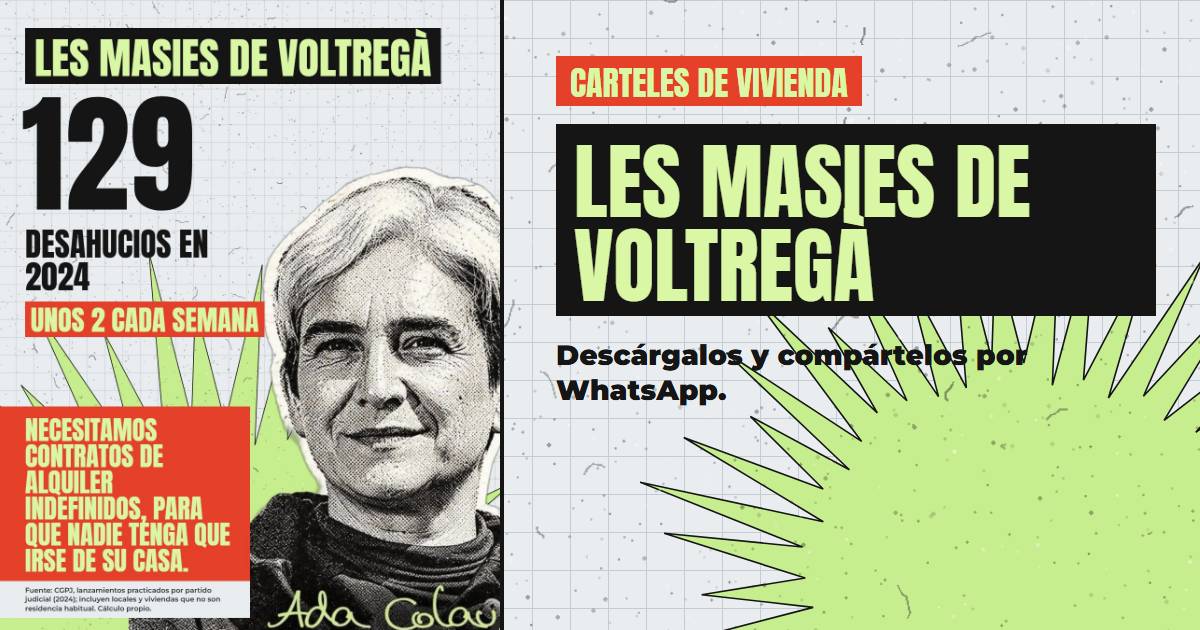 LES MASIES DE VOLTREGÀ
129
DESAHUCIOS EN
2024
UNOS 2 CADA SEMANA
NECESITAMOS
CONTRATOS DE
ALQUILER
INDEFINIDOS, PARA
QUE NADIE TENGA QUE
IRSE DE SU CASA.
Fuente: CGPJ, lanzamientos practicados por partido
judicial (2024); incluyen locales y viviendas que no son
residencia habitual. Cálculo propio.
Ada Colau
CARTELES DE VIVIENDA
LES MASIES DE
VOLTREGÀ
Descárgalos y compártelos por
WhatsApp.